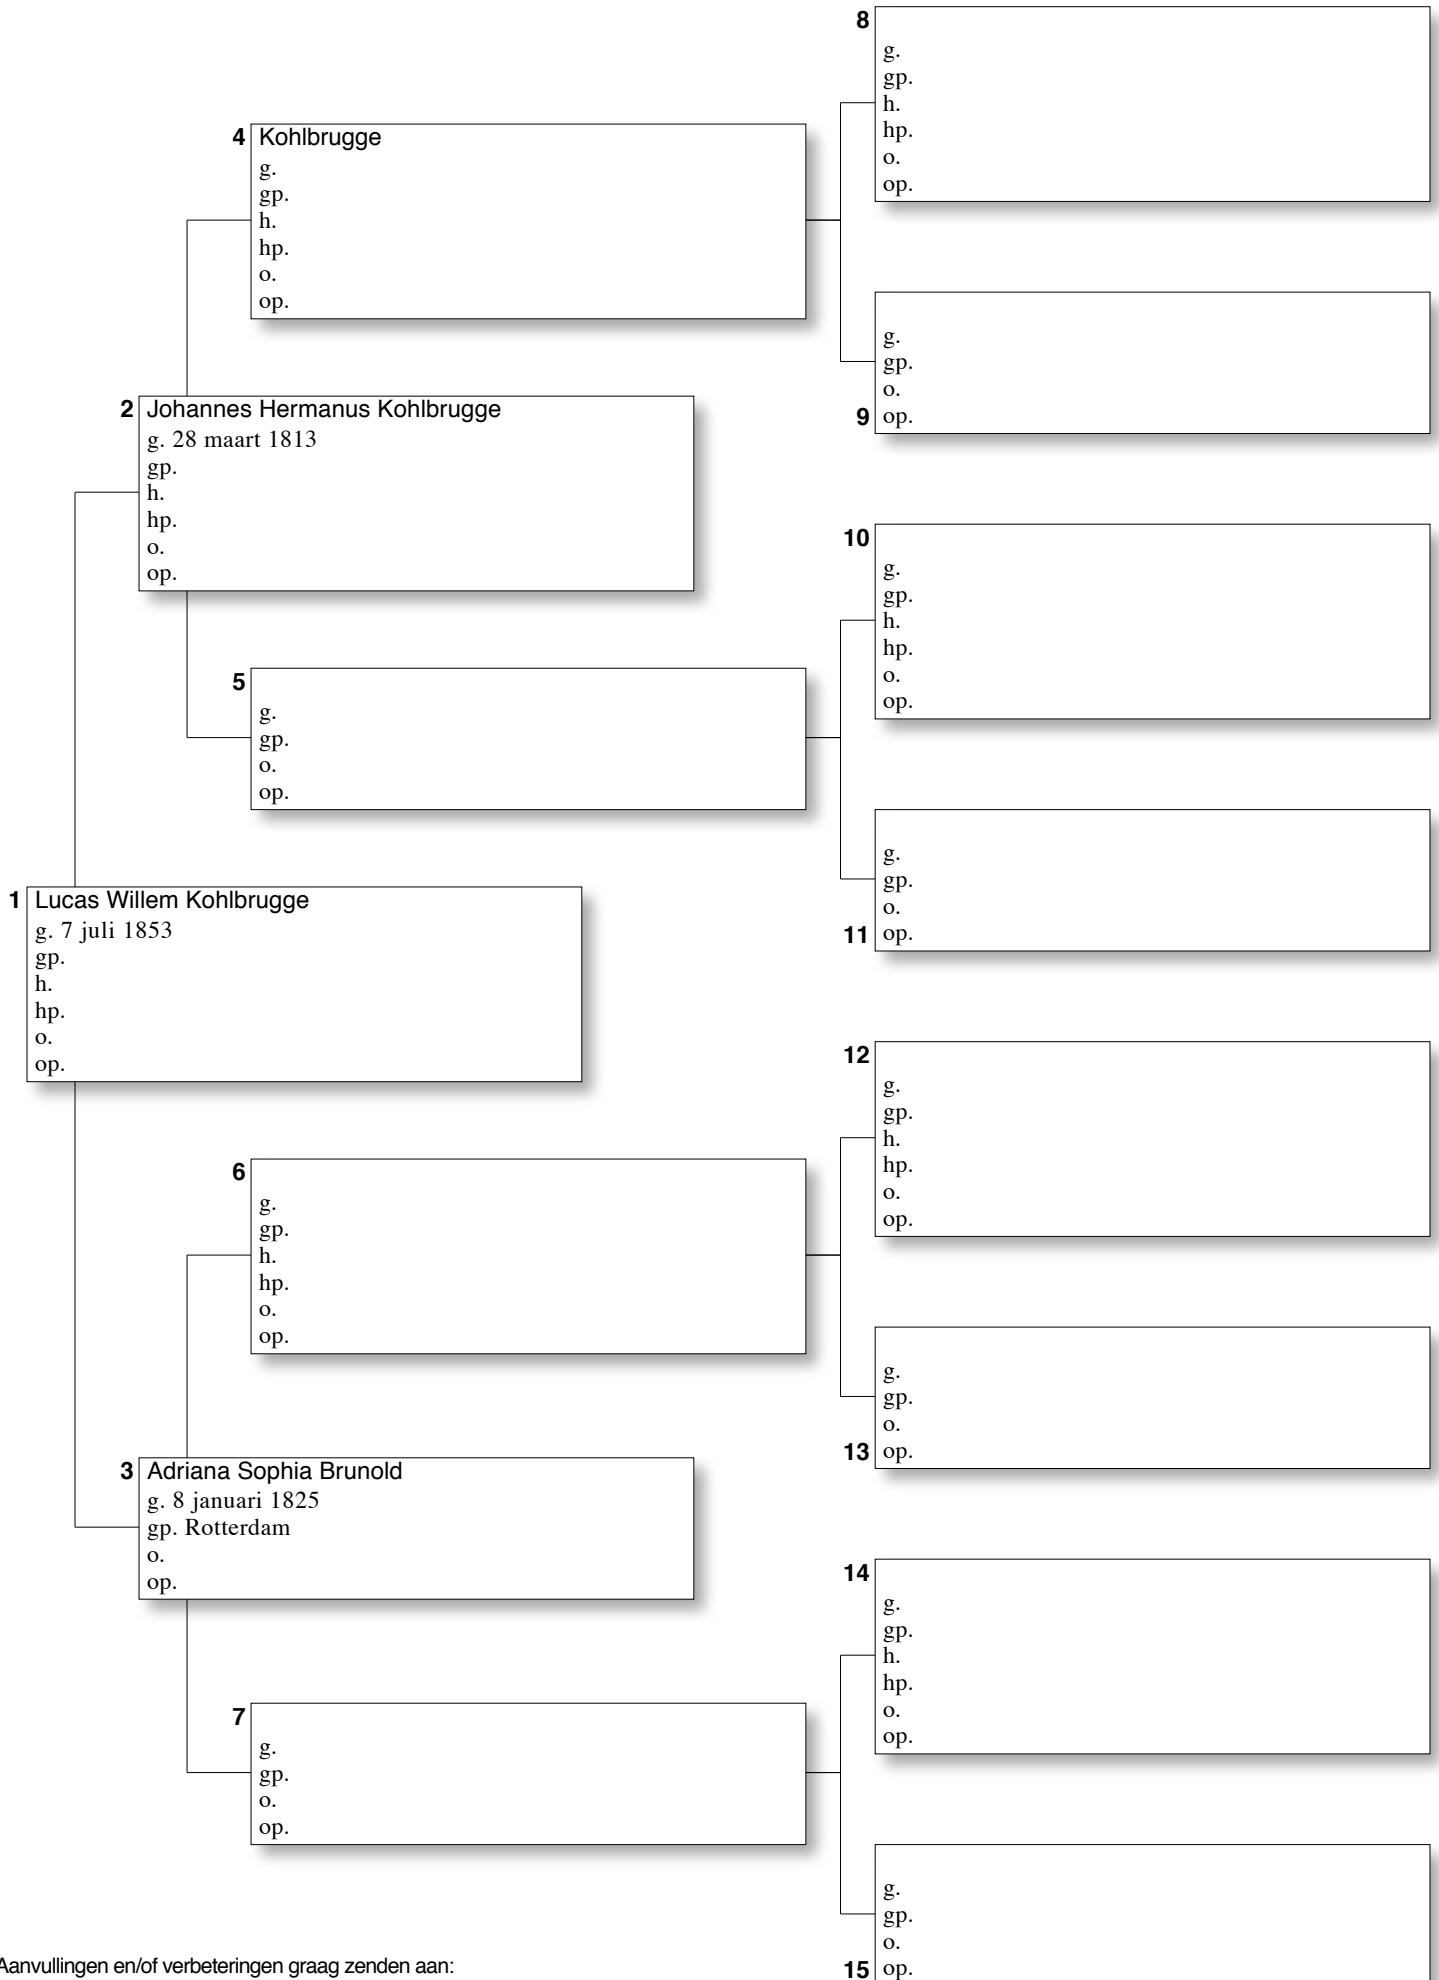 8
g.
gp.
h.
hp.
o.
op.
4 Kohlbrugge
g.
gp.
h.
hp.
o.
op.
g.
gp.
o.
9 op.
2 Johannes Hermanus Kohlbrugge
g. 28 maart 1813
gp.
h.
hp.
o.
op.
10
g.
gp.
h.
hp.
o.
op.
5
g.
gp.
o.
op.
g.
gp.
o.
11 op.
1 Lucas Willem Kohlbrugge
g. 7 juli 1853
gp.
h.
hp.
o.
op.
12
g.
gp.
h.
hp.
o.
op.
6
g.
gp.
h.
hp.
o.
op.
g.
gp.
o.
13 op.
3 Adriana Sophia Brunold
g. 8 januari 1825
gp. Rotterdam
o.
op.
14
g.
gp.
h.
hp.
o.
op.
7
g.
gp.
o.
op.
g.
gp.
o.
15 op.
Aanvullingen en/of verbeteringen graag zenden aan: